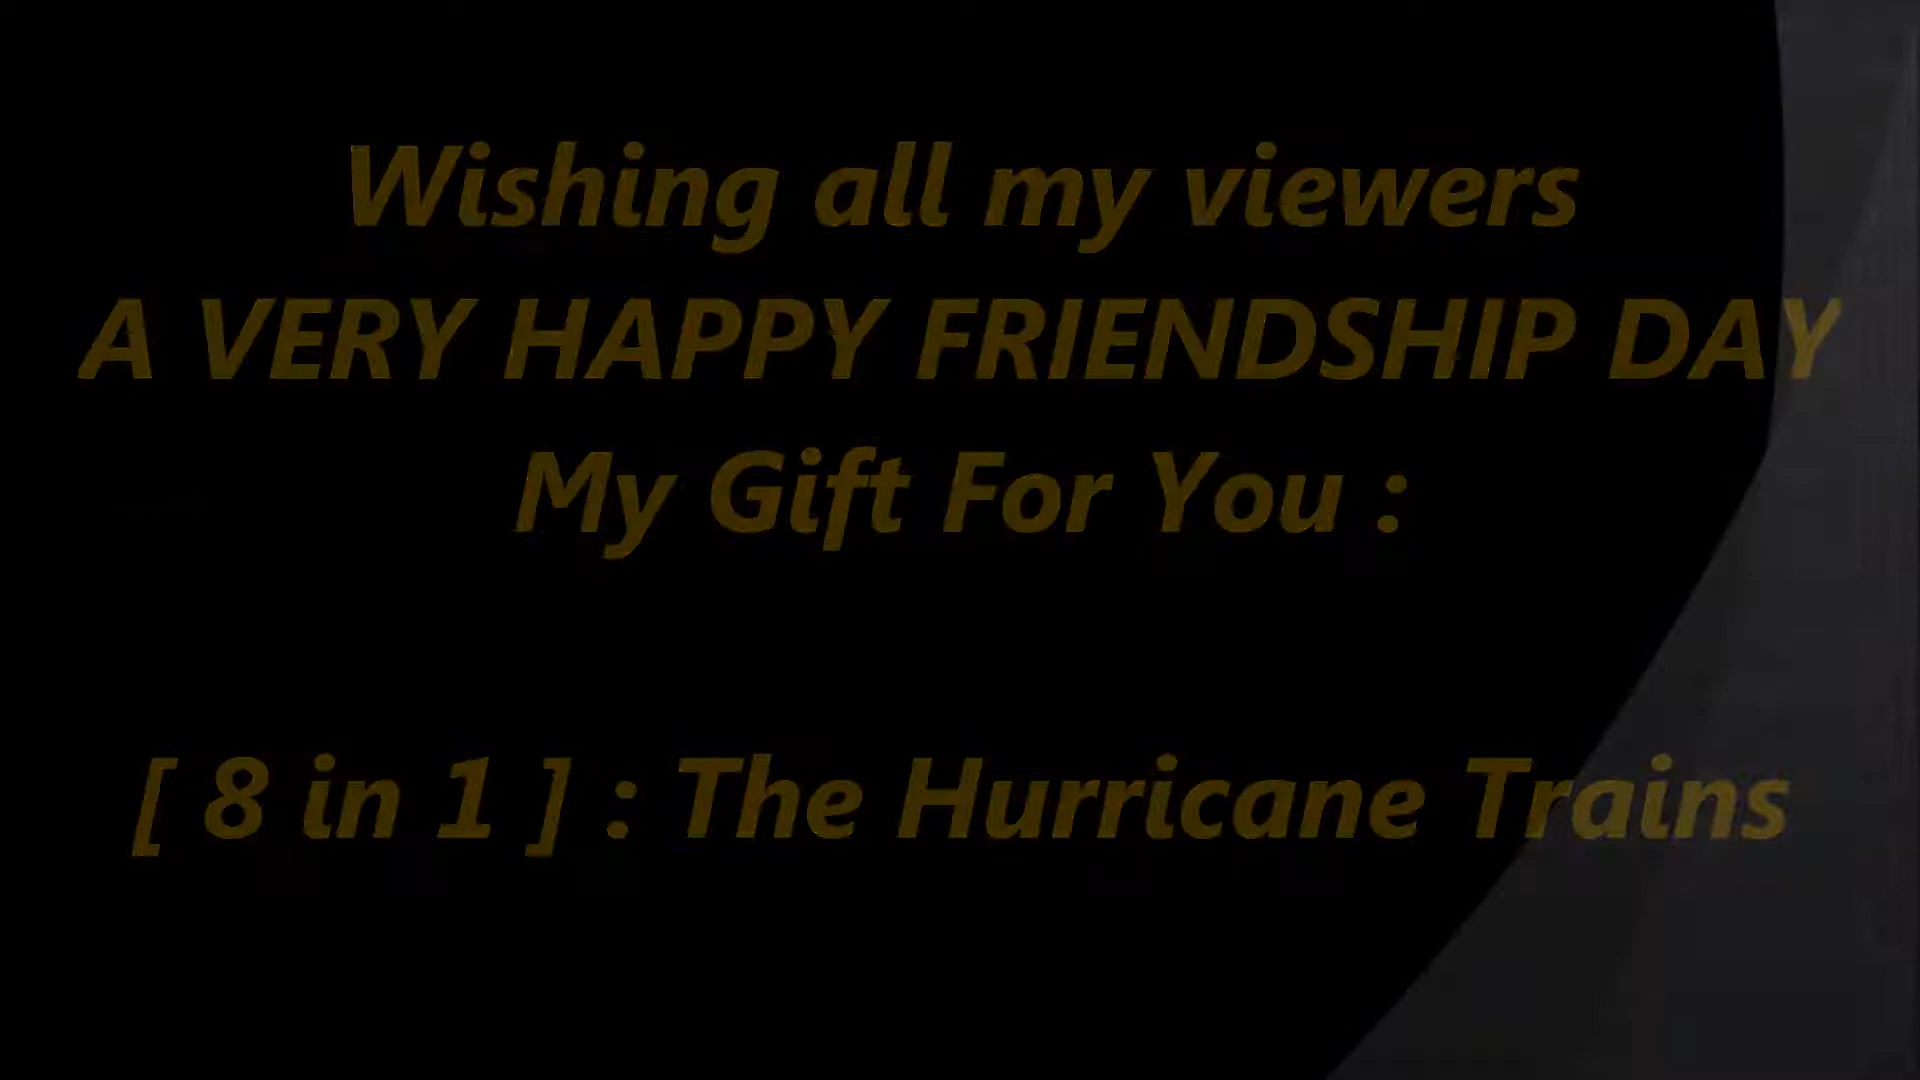 Wishing all my viewers
A VERY HAPPY FRIENDSHIP DAY
My Gift For You :
[ 8 in 1 ] : The Hurricane Trains